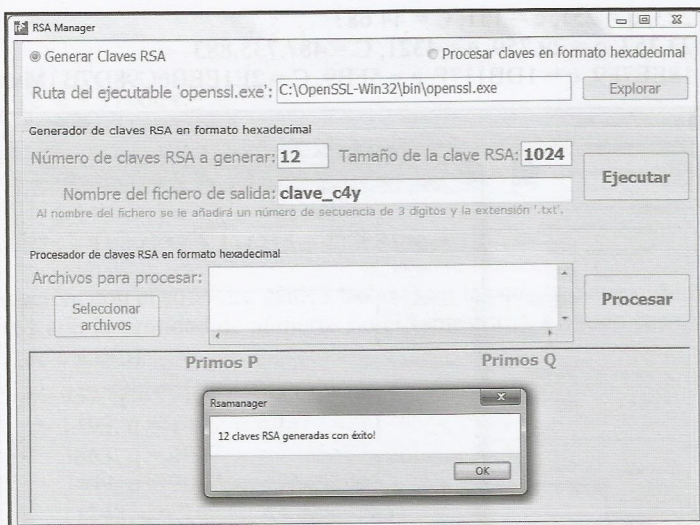 RSA Manager
Generar Claves RSA
Procesar claves en formato hexadecimal
Ruta del ejecutable 'openssl.exe': C:\OpenSSL-Win32\bin\openssl.exe Explorar
Generador de claves RSA en formato hexadecimal
Número de claves RSA a generar: 12 Tamaño de la clave RSA: 1024
Ejecutar
Nombre del fichero de salida: clave_c4y
Al nombre del fichero se le añadirá un número de secuencia de 3 dígitos y la extensión '.txt'.
Procesador de claves RSA en formato hexadecimal
Archivos para procesar:
Seleccionar
archivos
Procesar
Primos P
Primos Q
Rsamanager
12 claves RSA generadas con éxito!
OK